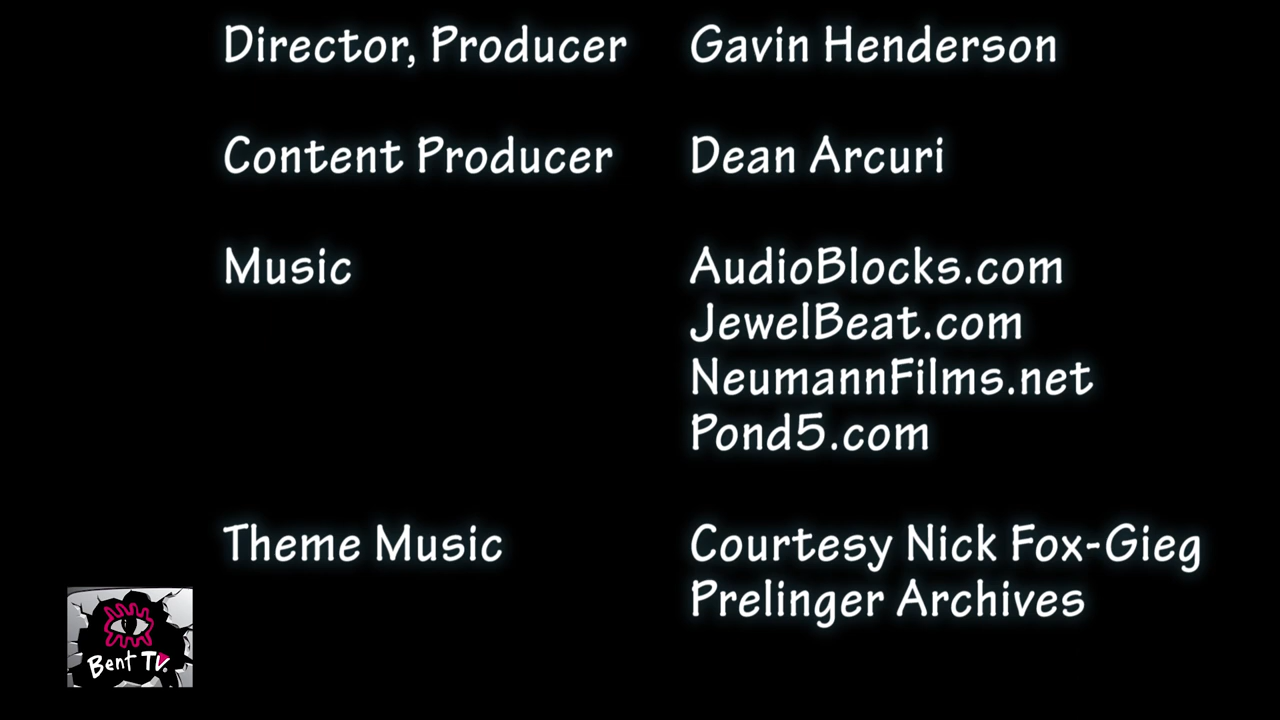 Director, Producer Gavin Henderson
Content Producer Dean Arcuri
Music AudioBlocks.com
JewelBeat.com
NeumannFilms.net
Pond5.com
Theme Music Courtesy Nick Fox-Gieg
Prelinger Archives
Bent TV.